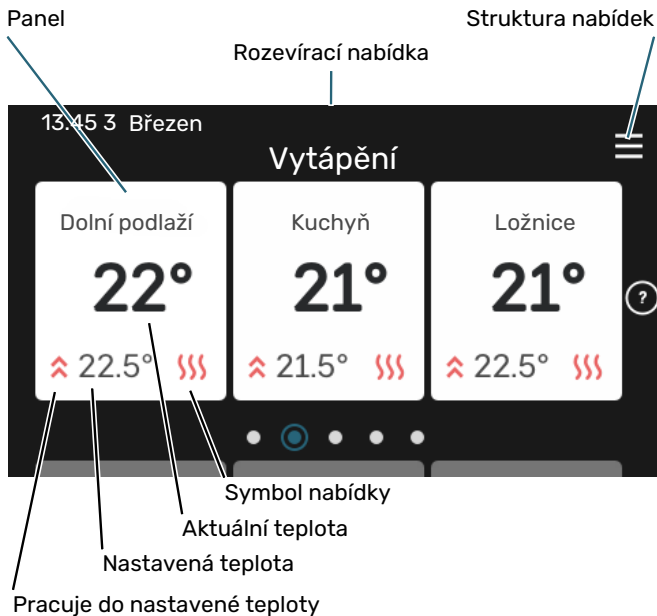 Panel
Struktura nabídek
Rozevírací nabídka
13.45 3 Březen
Vytápění
Dolní podlaží
Kuchyň
Ložnice
22°
21°
21°
?
22.5°
21.5°
22.5°
Symbol nabídky
Aktuální teplota
Nastavená teplota
Pracuje do nastavené teploty